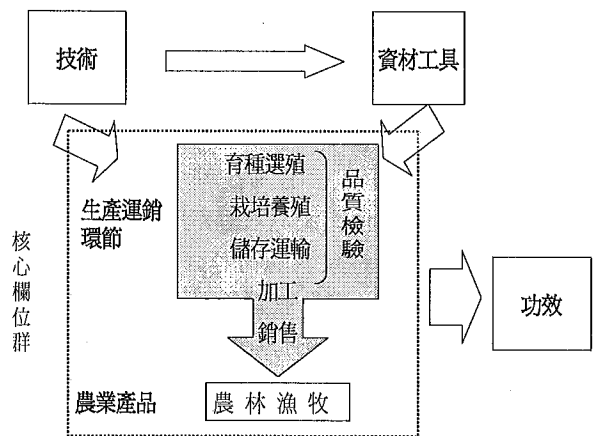 技術
資材工具
生產運銷
環節
育種選殖
栽培養殖
儲存運輸
加工
銷售
品質檢驗
核心欄位群
功效
農業產品
農林漁牧